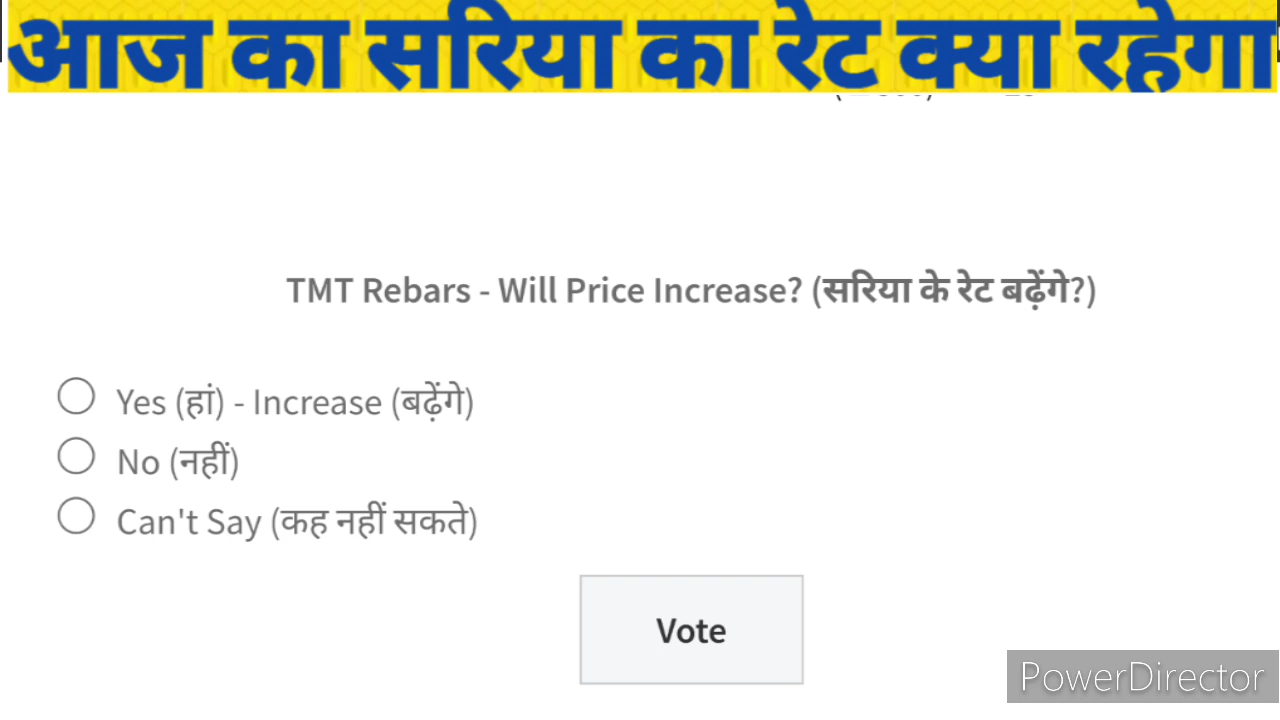 आज का सरिया का रेट क्या रहेगा
TMT Rebars - Will Price Increase? (सरिया के रेट बढ़ेंगे?)
Yes (हां) - Increase (बढ़ेंगे)
No (नहीं)
Can't Say (कह नहीं सकते)
Vote
PowerDirector